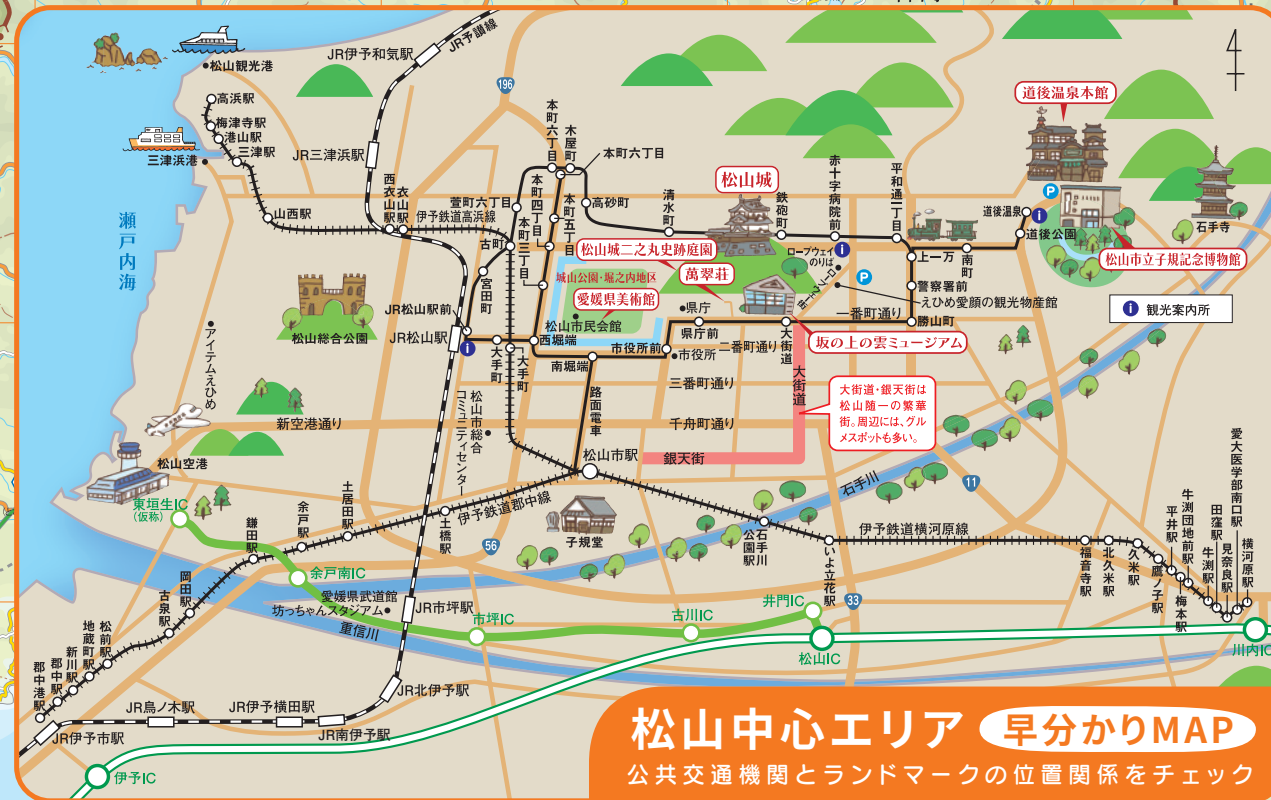 松山観光港
高浜駅
梅津寺駅
港山駅
三津駅
三津浜港
瀬戸内海
山西駅
JR伊予和気駅
JR予讃線
JR三津浜駅
196
西衣山駅
衣山駅
伊予鉄道高浜線
萱町六丁目
古町
本町六丁目
木屋町
本町六丁目
本町五丁目
本町四丁目
本町三丁目
高砂町
清水町
松山城
鉄砲町
赤十字病院前
平和通一丁目
ロープウェイ
のりば
ロープウェイ街
上一万
南町
警察署前
勝山町
一番町通り
えひめ愛顔の観光物産館
道後温泉本館
道後温泉
道後公園
P
石手寺
松山市立子規記念博物館
i 観光案内所
松山城二之丸史跡庭園
城山公園・堀之内地区
萬翠荘
愛媛県美術館
松山市民会館
県庁
県庁前
市役所前
市役所
二番町通り
大街道
坂の上の雲ミュージアム
宮田町
JR松山駅前
JR松山駅
大手町
大手町
西堀端
南堀端
路面電車
三番町通り
千舟町通り
大街道
銀天街
大街道・銀天街は
松山随一の繁華
街。周辺には、グル
メスポットも多い。
松山総合公園
アイテムえひめ
新空港通り
松山市総合
コミュニティセンター
松山空港
東垣生IC
(仮称)
松山市駅
土居田駅
余戸駅
鎌田駅
岡田駅
古泉駅
松前駅
地蔵町駅
新川駅
郡中駅
郡中港駅
土橋駅
伊予鉄道郡中線
56
子規堂
石手川
石手川
公園駅
伊予鉄道横河原線
11
いよ立花駅
福音寺駅
北久米駅
久米駅
鷹ノ子駅
平井駅
梅本駅
牛渕団地前駅
牛渕駅
田窪駅
見奈良駅
愛大医学部南口駅
横河原駅
余戸南IC
愛媛県武道館
坊っちゃんスタジアム
JR市坪駅
重信川
市坪IC
古川IC
井門IC
33
松山IC
川内IC
JR北伊予駅
JR南伊予駅
JR伊予横田駅
JR鳥ノ木駅
JR伊予市駅
伊予IC
松山中心エリア 早分かりMAP
公共交通機関とランドマークの位置関係をチェック